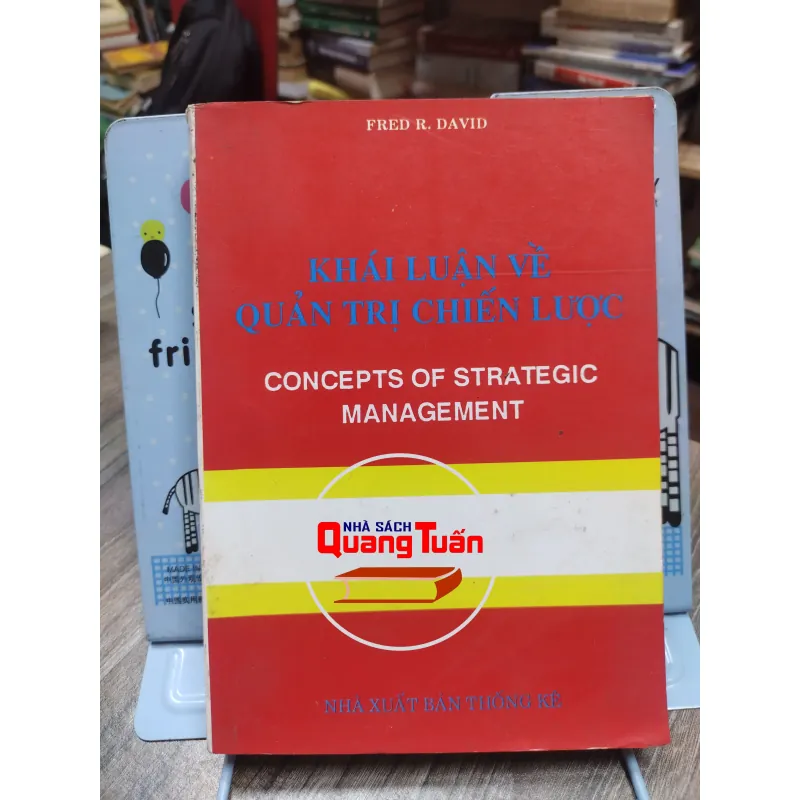 FRED R. DAVID
KHÁI LUẬN VỀ
QUẢN TRỊ CHIẾN LƯỢC
CONCEPTS OF STRATEGIC
MANAGEMENT
NHÀ SÁCH
Quang Tuấn
NHÀ XUẤT BẢN THỐNG KÊ
fri